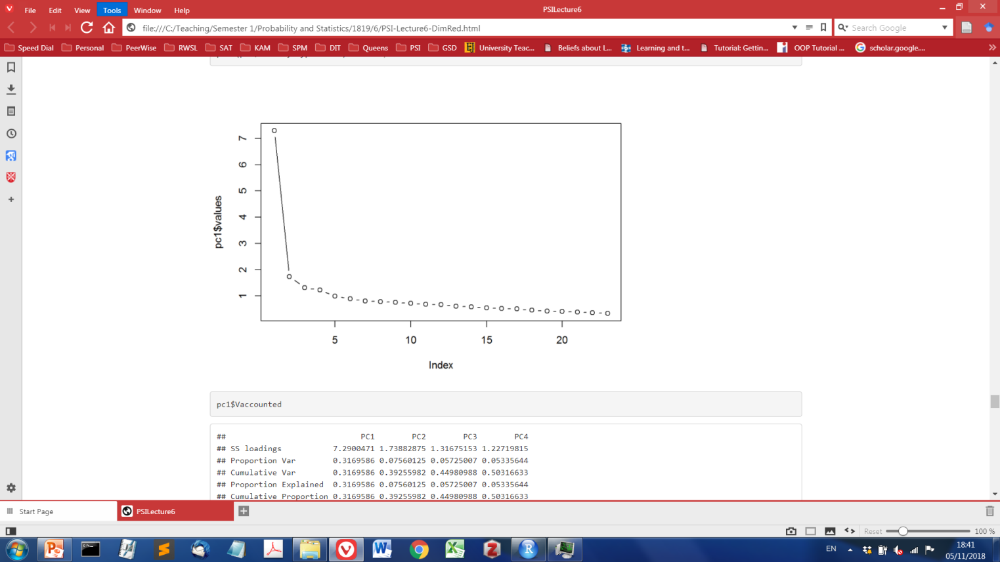 File Edit View Tools Window Help
PSILecture6
file:///C:/Teaching/Semester 1/Probability and Statistics/1819/6/PSI-Lecture6-DimRed.html
Search Google
Speed Dial Personal PeerWise RWSL SAT KAM SPM DIT Queens PSI GSD University Teac... Beliefs about L... Learning and t... Tutorial: Gettin... OOP Tutorial ... scholar.google....
7
6
5
4
3
2
1
pc1$values
5 10 15 20
Index
pc1$Vaccounted
## PC1 PC2 PC3 PC4
## SS loadings 7.2900471 1.73882875 1.31675153 1.22719815
## Proportion Var 0.3169586 0.07560125 0.05725007 0.05335644
## Cumulative Var 0.3169586 0.39255982 0.44980988 0.50316633
## Proportion Explained 0.3169586 0.07560125 0.05725007 0.05335644
## Cumulative Proportion 0.3169586 0.39255982 0.44980988 0.50316633
Start Page
PSILecture6
Reset
100 %
EN
18:41
05/11/2018